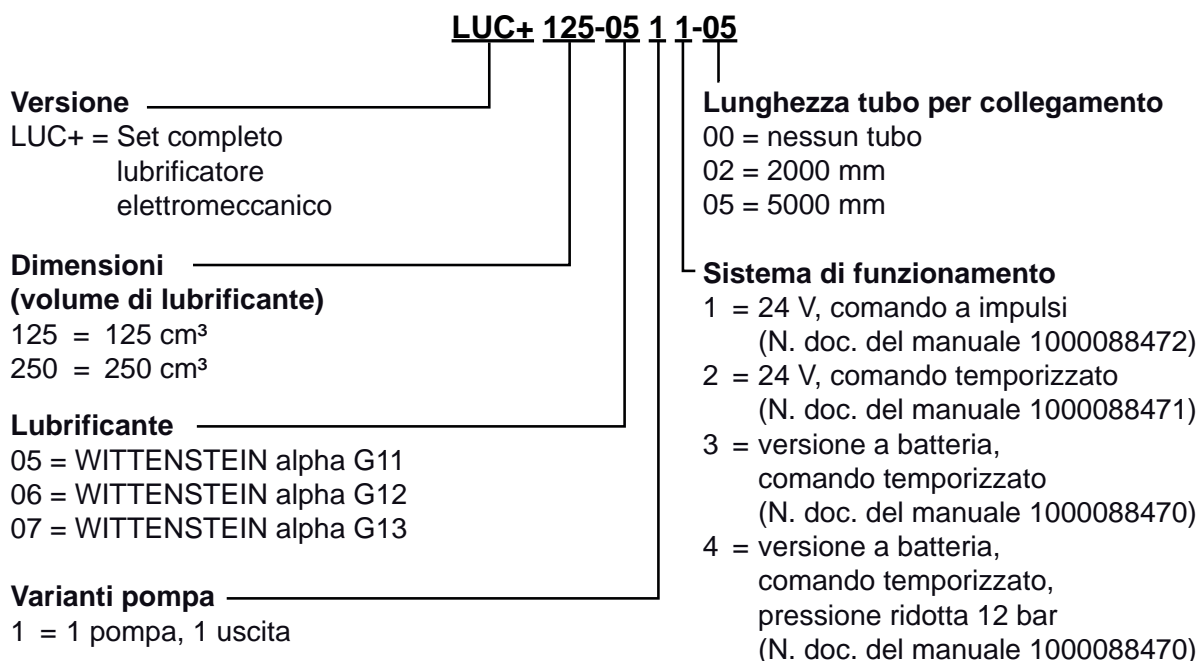 LUC+ 125-05 1 1-05
Versione
LUC+ = Set completo
lubrificatore
elettromeccanico
Dimensioni
(volume di lubrificante)
125 = 125 cm³
250 = 250 cm³
Lubrificante
05 = WITTENSTEIN alpha G11
06 = WITTENSTEIN alpha G12
07 = WITTENSTEIN alpha G13
Varianti pompa
1 = 1 pompa, 1 uscita
Lunghezza tubo per collegamento
00 = nessun tubo
02 = 2000 mm
05 = 5000 mm
Sistema di funzionamento
1 = 24 V, comando a impulsi
(N. doc. del manuale 1000088472)
2 = 24 V, comando temporizzato
(N. doc. del manuale 1000088471)
3 = versione a batteria,
comando temporizzato
(N. doc. del manuale 1000088470)
4 = versione a batteria,
comando temporizzato,
pressione ridotta 12 bar
(N. doc. del manuale 1000088470)